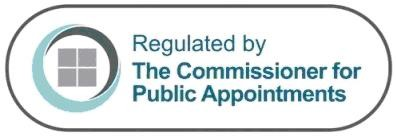 Regulated by
The Commissioner for
Public Appointments